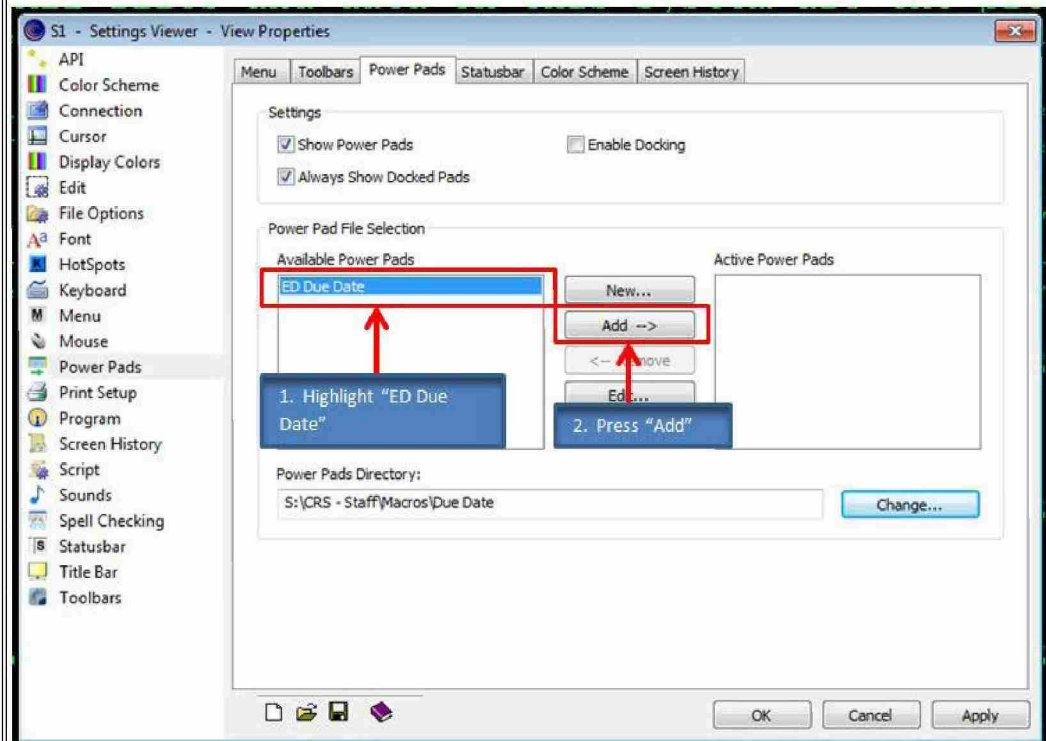 S1 - Settings Viewer - View Properties
API
Color Scheme
Connection
Cursor
Display Colors
Edit
File Options
Font
HotSpots
Keyboard
Menu
Mouse
Power Pads
Print Setup
Program
Screen History
Script
Sounds
Spell Checking
Statusbar
Title Bar
Toolbars
Menu Toolbars Power Pads Statusbar Color Scheme Screen History
Settings
Show Power Pads Enable Docking
Always Show Docked Pads
Power Pad File Selection
Available Power Pads Active Power Pads
ED Due Date
New...
Add -->
1. Highlight "ED Due
Date"
2. Press "Add"
Power Pads Directory:
S:\CRS - Staff\Macros\Due Date
Change...
OK Cancel Apply